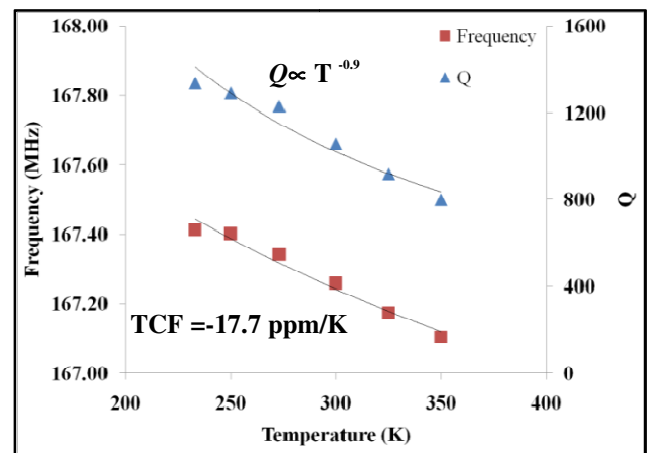 168.00
167.80
167.60
167.40
167.20
167.00
Frequency (MHz)
1600
1200
800
400
0
Q
Frequency
Q
Q∝ T -0.9
TCF =-17.7 ppm/K
200
250
300
350
400
Temperature (K)